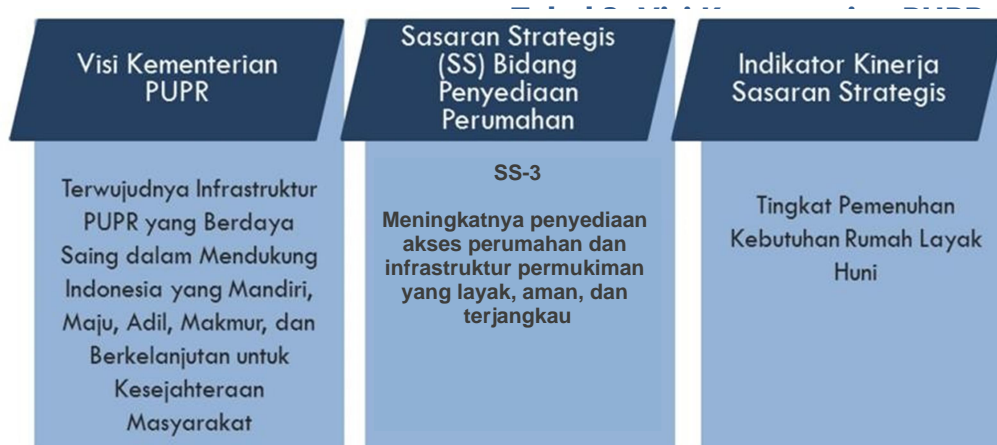 Visi Kementerian
PUPR
Sasaran Strategis
(SS) Bidang
Penyediaan
Perumahan
Indikator Kinerja
Sasaran Strategis
Terwujudnya Infrastruktur
PUPR yang Berdaya
Saing dalam Mendukung
Indonesia yang Mandiri,
Maju, Adil, Makmur, dan
Berkelanjutan untuk
Kesejahteraan
Masyarakat
SS-3
Meningkatnya penyediaan
akses perumahan dan
infrastruktur permukiman
yang layak, aman, dan
terjangkau
Tingkat Pemenuhan
Kebutuhan Rumah Layak
Huni